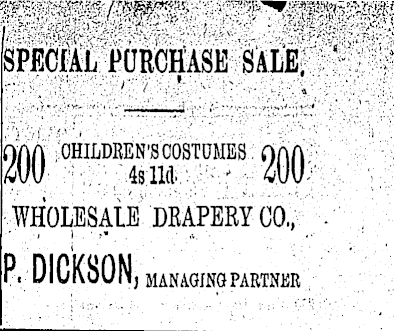 SPECIAL PURCHASE SALE.
200 CHILDREN'S COSTUMES 200
4s 11d
WHOLESALE DRAPERY CO.,
P. DICKSON, MANAGING PARTNER